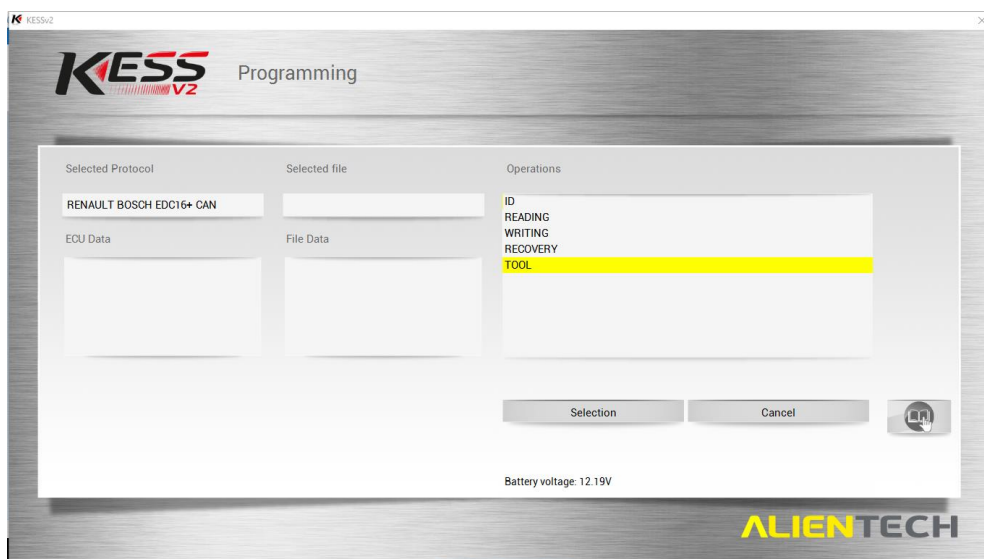 KESSv2
KESS V2
Programming
Selected Protocol
Selected file
Operations
RENAULT BOSCH EDC16+ CAN
ID
READING
WRITING
RECOVERY
TOOL
ECU Data
File Data
Selection
Cancel
Battery voltage: 12.19V
ALIENTECH